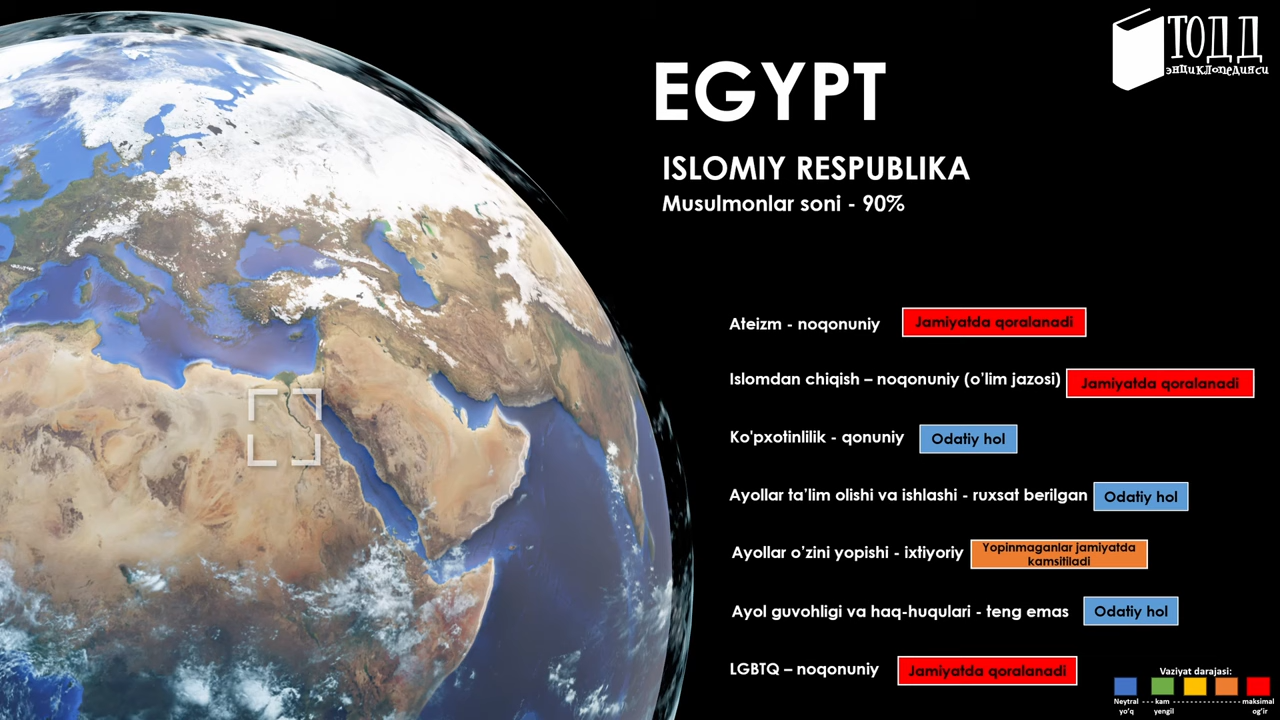 ТОДД
энциклопедияси
EGYPT
ISLOMIY RESPUBLIKA
Musulmonlar soni - 90%
Ateizm - noqonuniy Jamiyatda qoralanadi
Islomdan chiqish – noqonuniy (o'lim jazosi) Jamiyatda qoralanadi
Ko'pxotinlilik - qonuniy Odatiy hol
Ayollar ta'lim olishi va ishlashi - ruxsat berilgan Odatiy hol
Ayollar o'zini yopishi - ixtiyoriy Yopinmaganlar jamiyatda
kamsitiladi
Ayol guvohligi va haq-huqulari - teng emas Odatiy hol
LGBTQ – noqonuniy Jamiyatda qoralanadi
Vaziyat darajasi:
Neytral - - kam - - - - - - - - - - - - maksimal
yo'q yengil og'ir